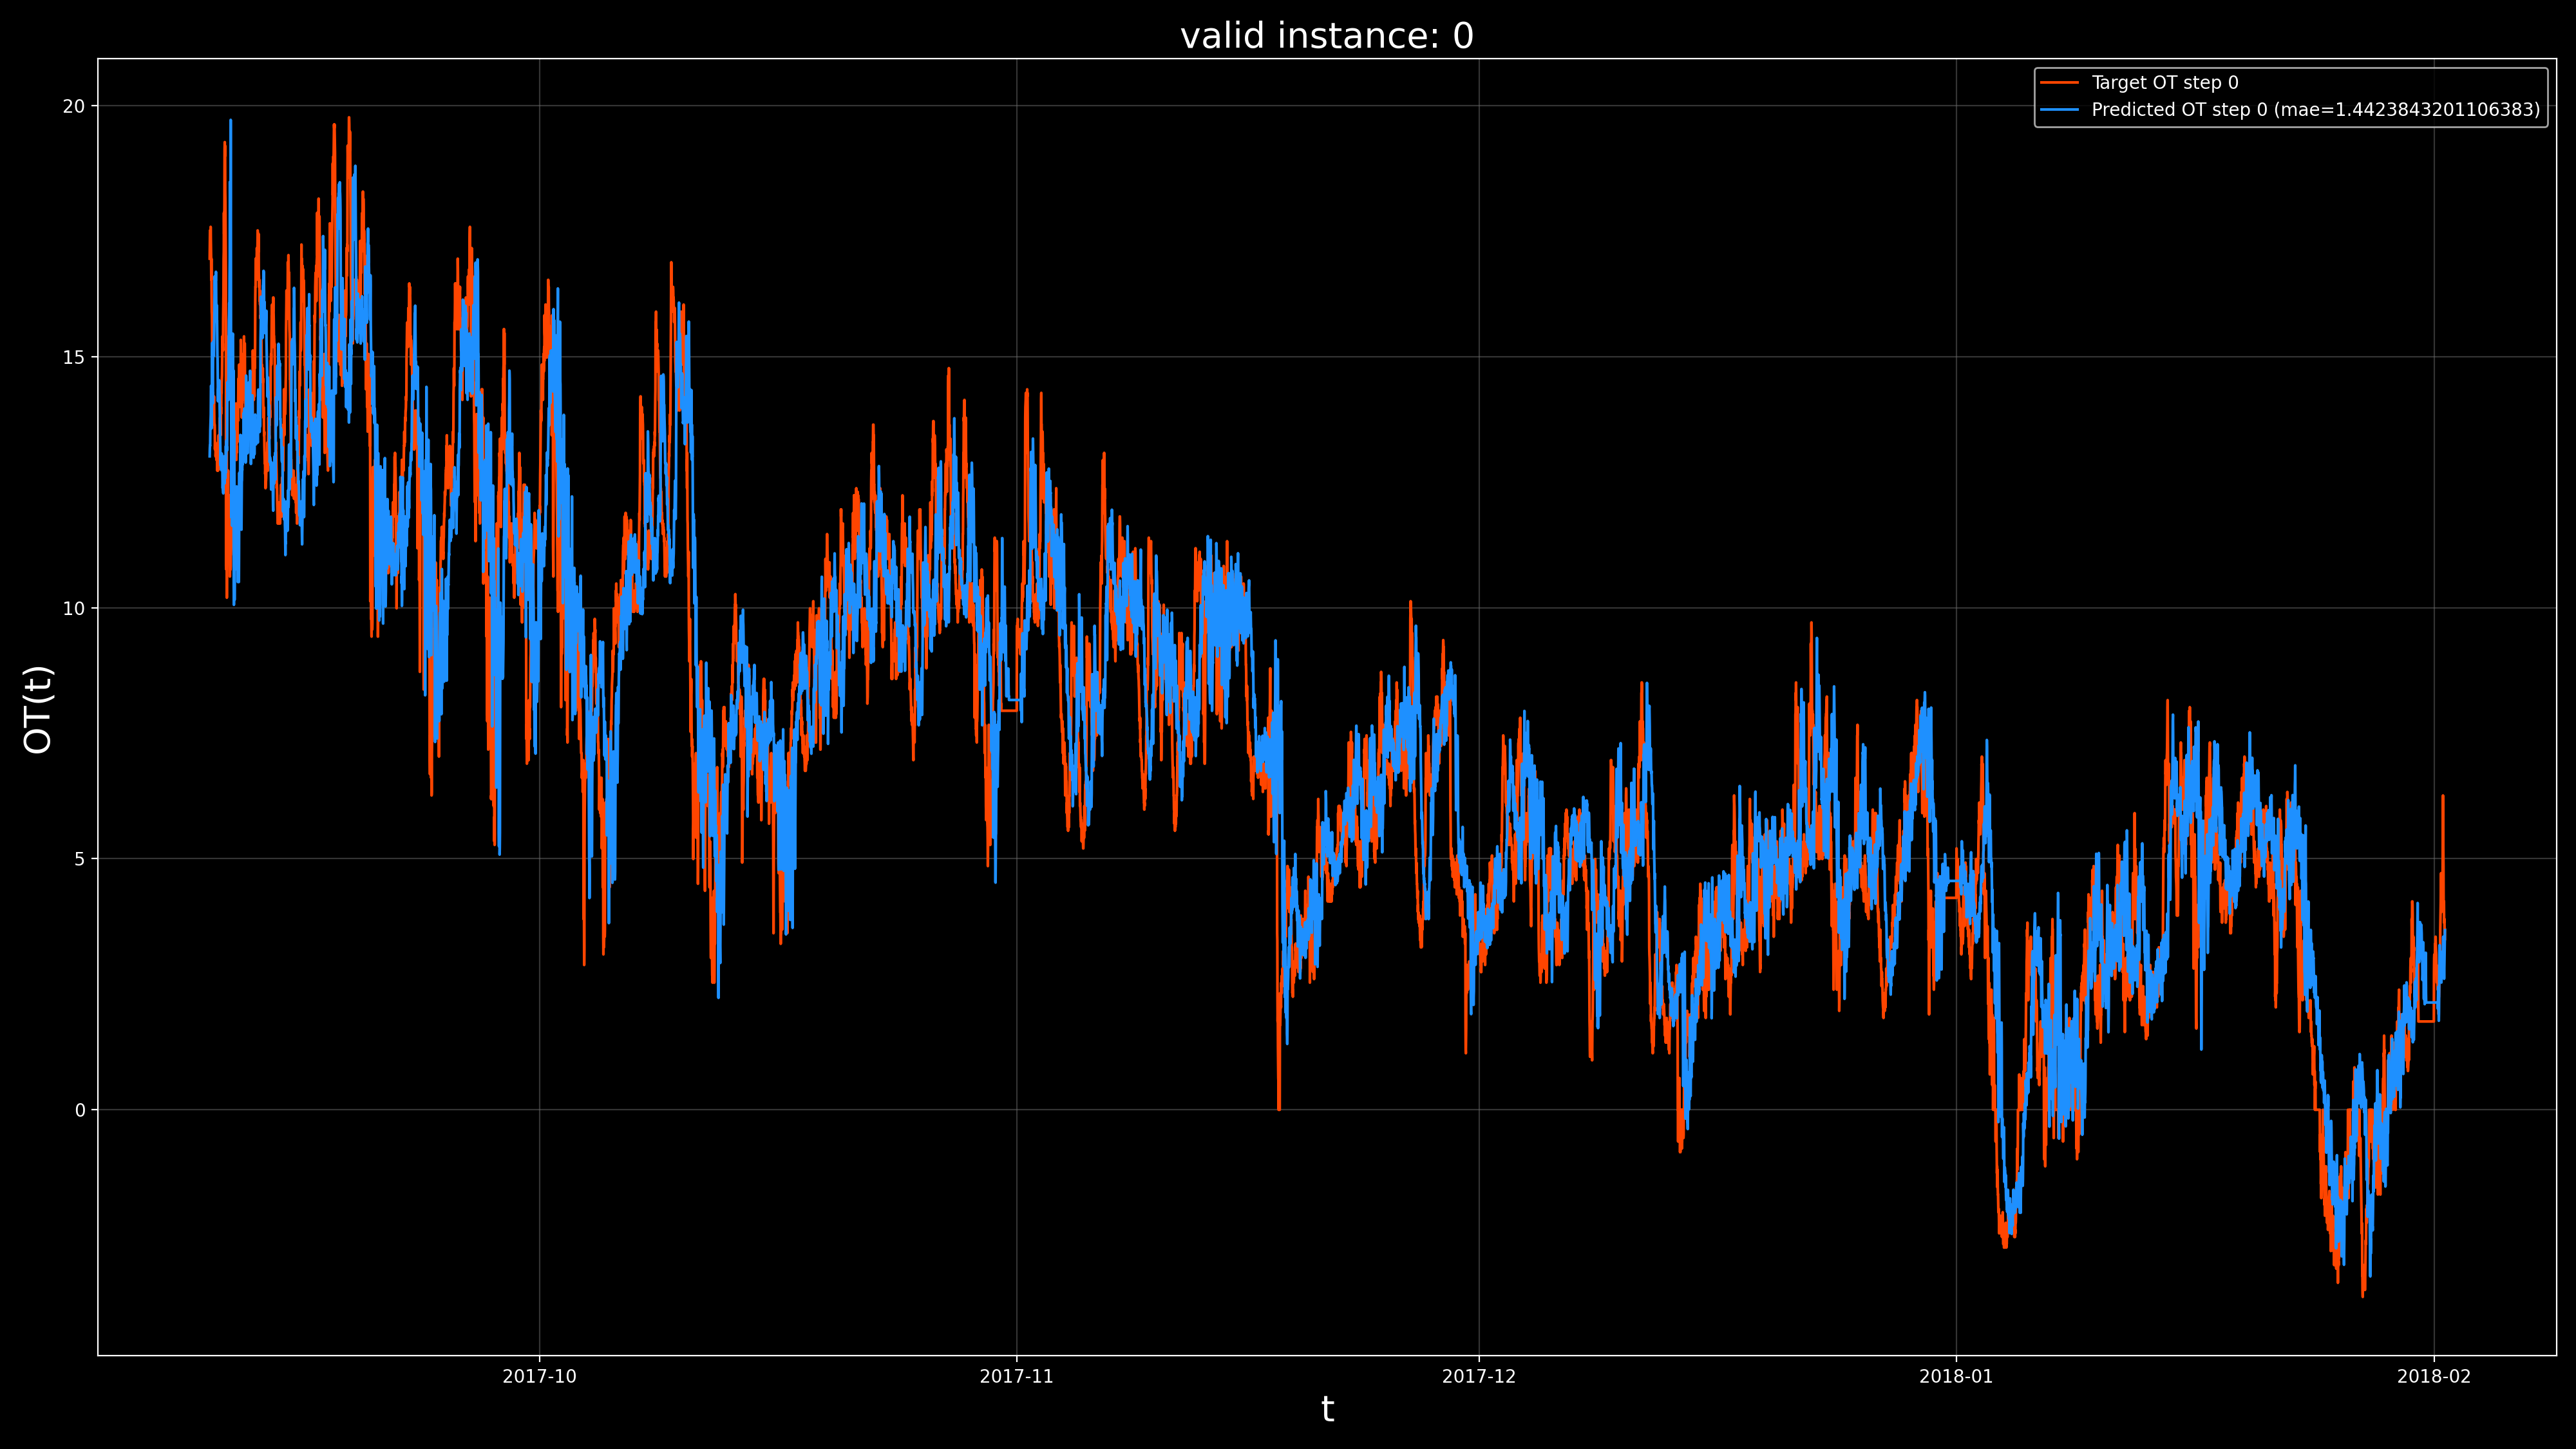 valid instance: 0
Target OT step 0
Predicted OT step 0 (mae=1.4423843201106383)
20
15
10
5
0
OT(t)
2017-10
2017-11
2017-12
2018-01
2018-02
t